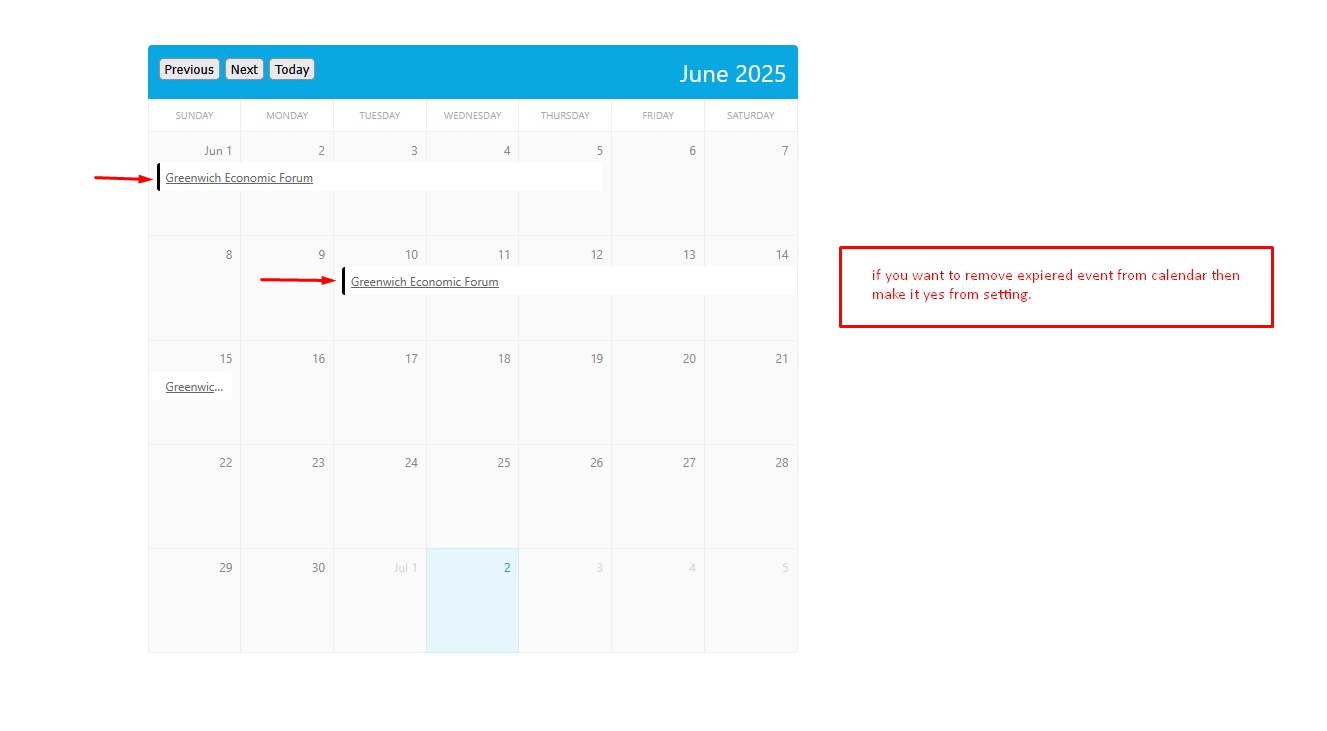 Previous Next Today June 2025
SUNDAY MONDAY TUESDAY WEDNESDAY THURSDAY FRIDAY SATURDAY
Jun 1 2 3 4 5 6 7
Greenwich Economic Forum
8 9 10 11 12 13 14
Greenwich Economic Forum
if you want to remove expiered event from calendar then
make it yes from setting.
15 16 17 18 19 20 21
Greenwic...
22 23 24 25 26 27 28
29 30 Jul 1 2 3 4 5